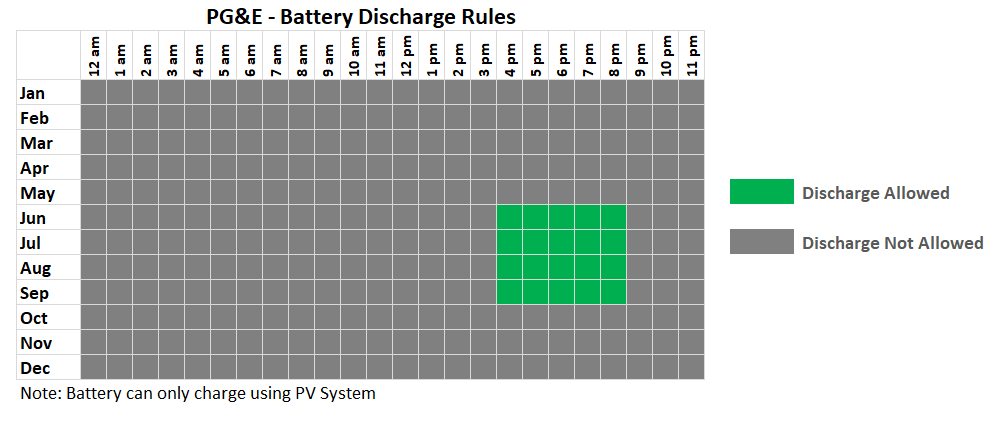 PG&E - Battery Discharge Rules
12 am 1 am 2 am 3 am 4 am 5 am 6 am 7 am 8 am 9 am 10 am 11 am 12 pm 1 pm 2 pm 3 pm 4 pm 5 pm 6 pm 7 pm 8 pm 9 pm 10 pm 11 pm
Jan
Feb
Mar
Apr
May
Jun
Jul
Aug
Sep
Oct
Nov
Dec
Discharge Allowed
Discharge Not Allowed
Note: Battery can only charge using PV System